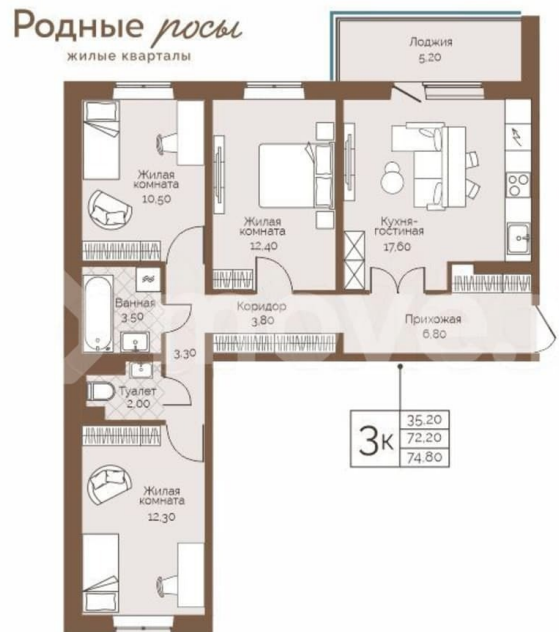 Родные росы
жилые кварталы
Лоджия
5.20
Жилая
комната
10.50
Жилая
комната
12.40
Кухня-
гостиная
17.60
Ванная
3.50
Коридор
3.80
Прихожая
6.80
3.30
Туалет
2.00
Жилая
комната
12.30
3к
35.20
72.20
74.80
move.